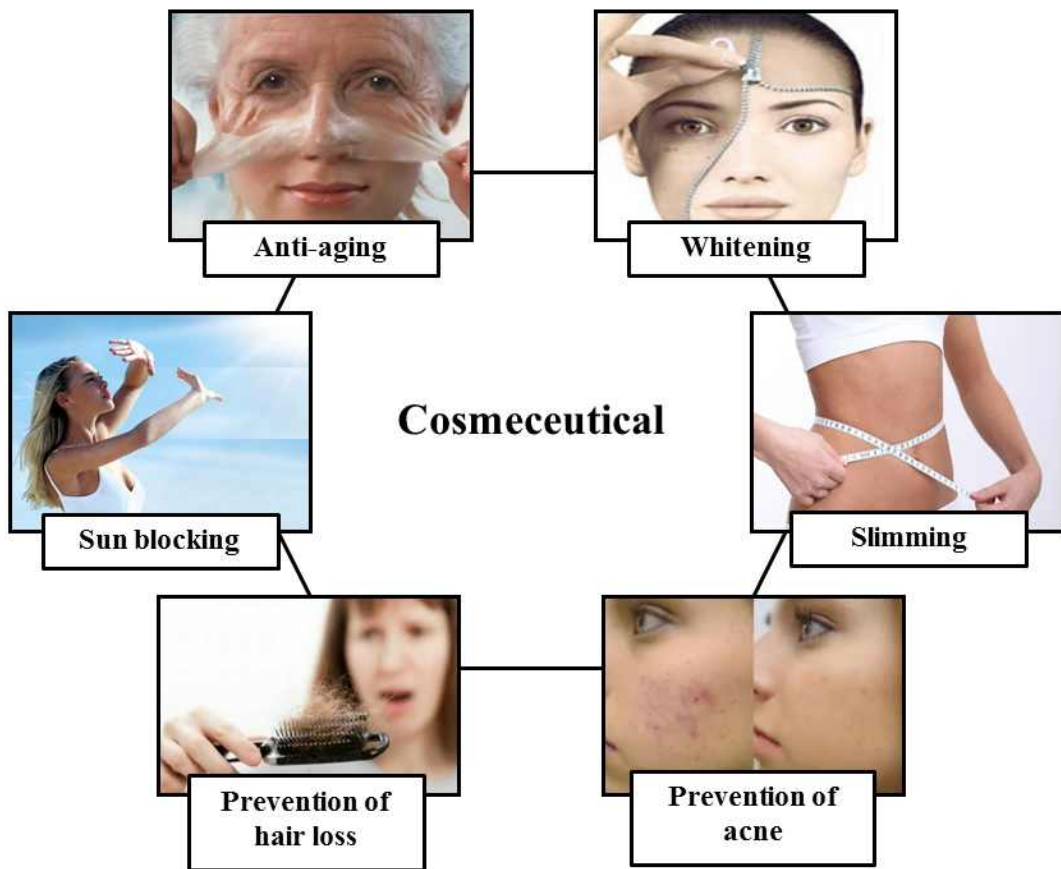 Anti-aging
Whitening
Cosmeceutical
Sun blocking
Slimming
Prevention of
hair loss
Prevention of
acne